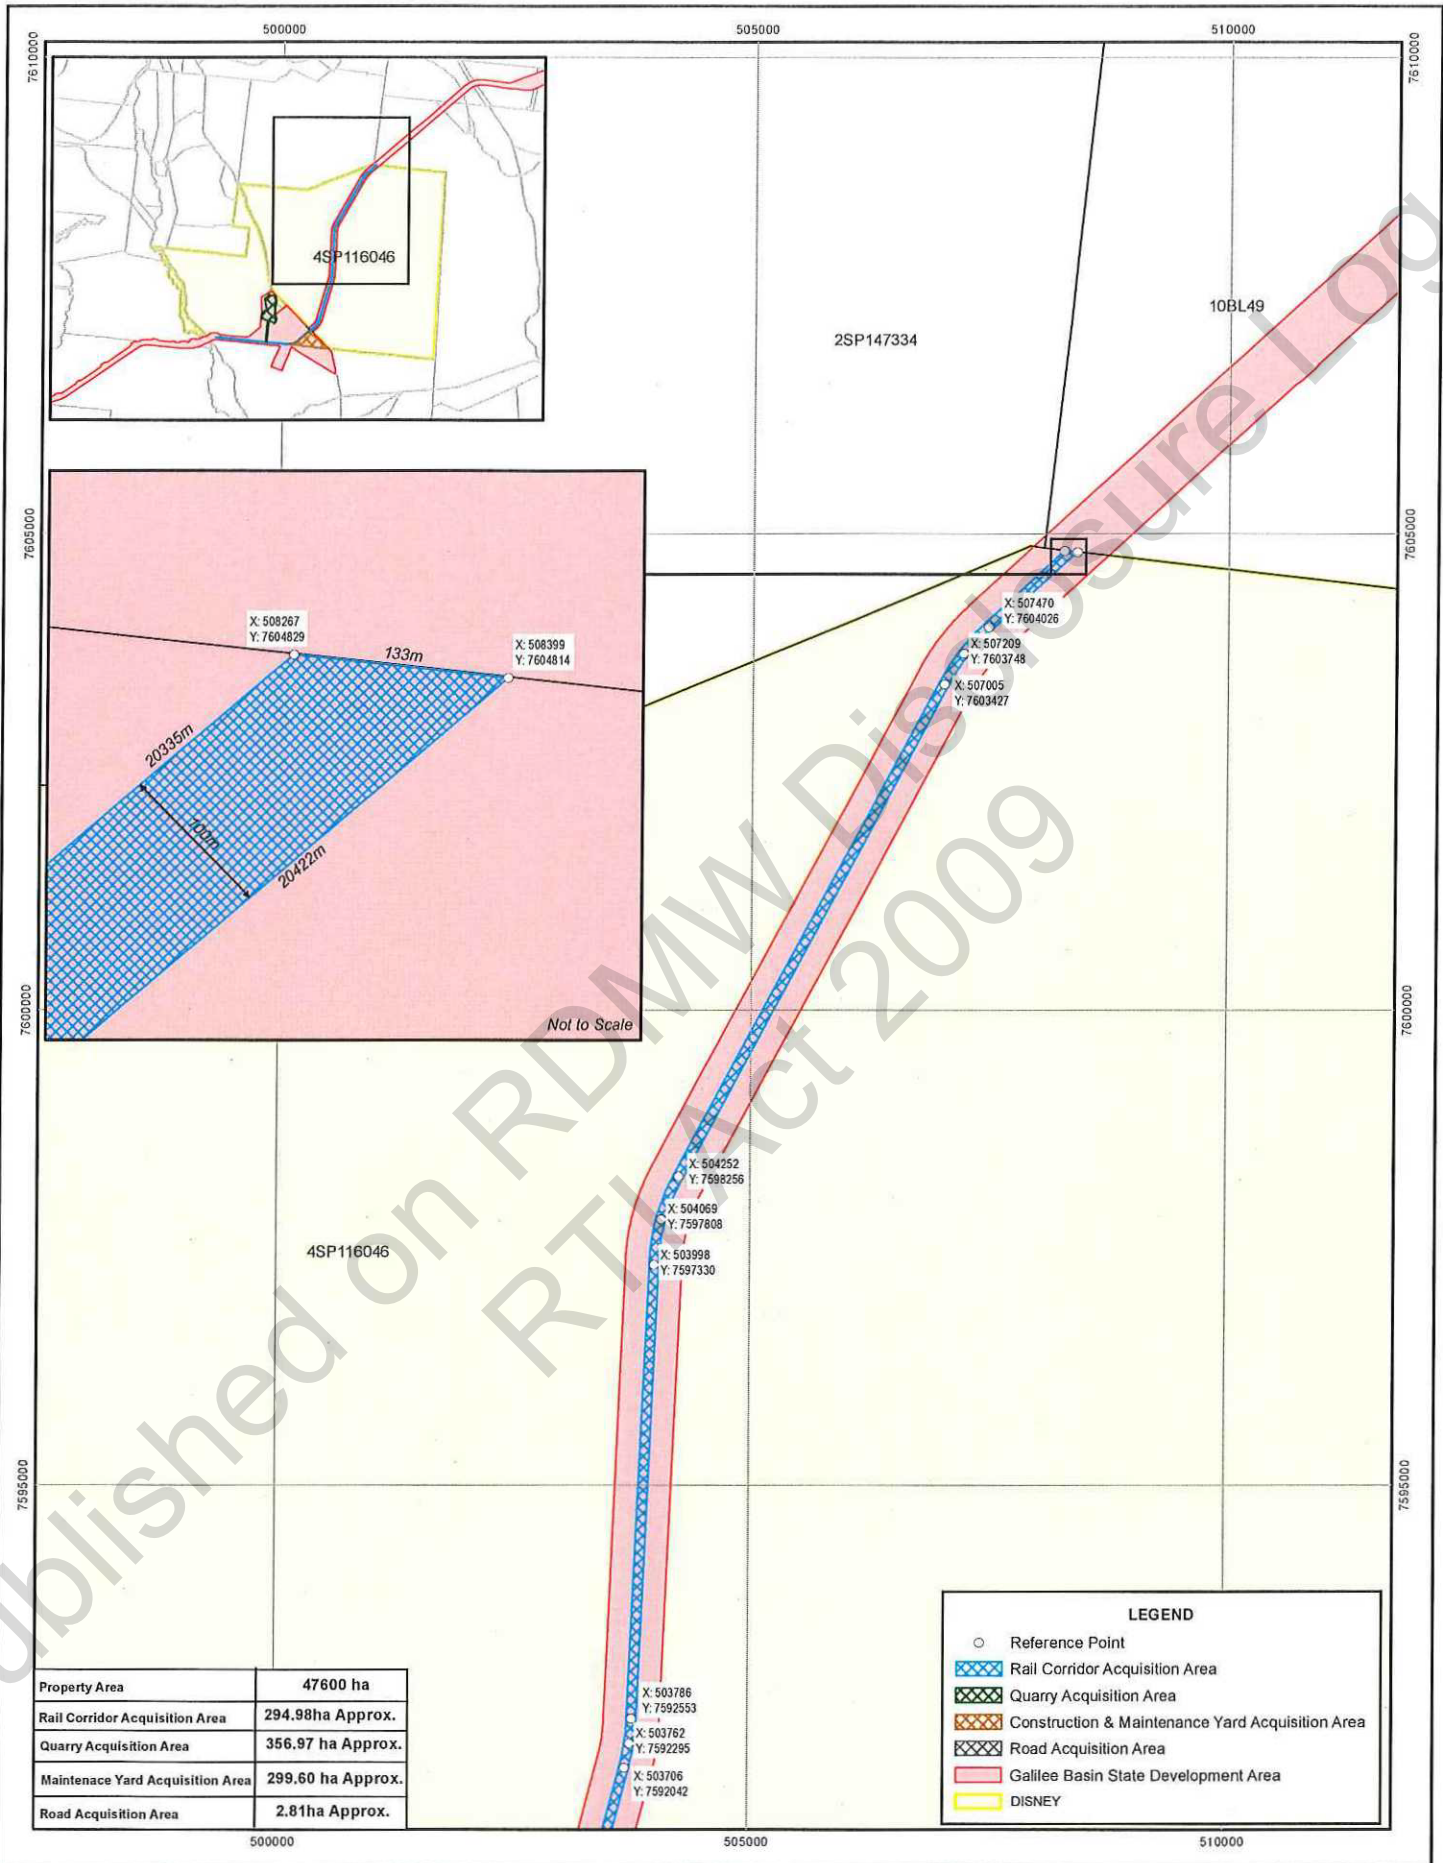 500000
505000
510000
7610000
7610000
4SP116046
2SP147334
10BL49
7605000
7605000
X: 508267
Y: 7604829
133m
X: 508399
Y: 7604814
20335m
100m
20422m
Not to Scale
X: 507470
Y: 7604026
X: 507209
Y: 7603748
X: 507005
Y: 7603427
7600000
7600000
X: 504252
Y: 7598256
X: 504069
Y: 7597808
X: 503998
Y: 7597330
4SP116046
7595000
7595000
X: 503786
Y: 7592553
X: 503762
Y: 7592295
X: 503706
Y: 7592042
Property Area 47600 ha
Rail Corridor Acquisition Area 294.98ha Approx.
Quarry Acquisition Area 356.97 ha Approx.
Maintenace Yard Acquisition Area 299.60 ha Approx.
Road Acquisition Area 2.81ha Approx.
LEGEND
Reference Point
Rail Corridor Acquisition Area
Quarry Acquisition Area
Construction & Maintenance Yard Acquisition Area
Road Acquisition Area
Galilee Basin State Development Area
DISNEY
500000
505000
510000
ublished on RDMW Disclosure Log
RTI Act 2009